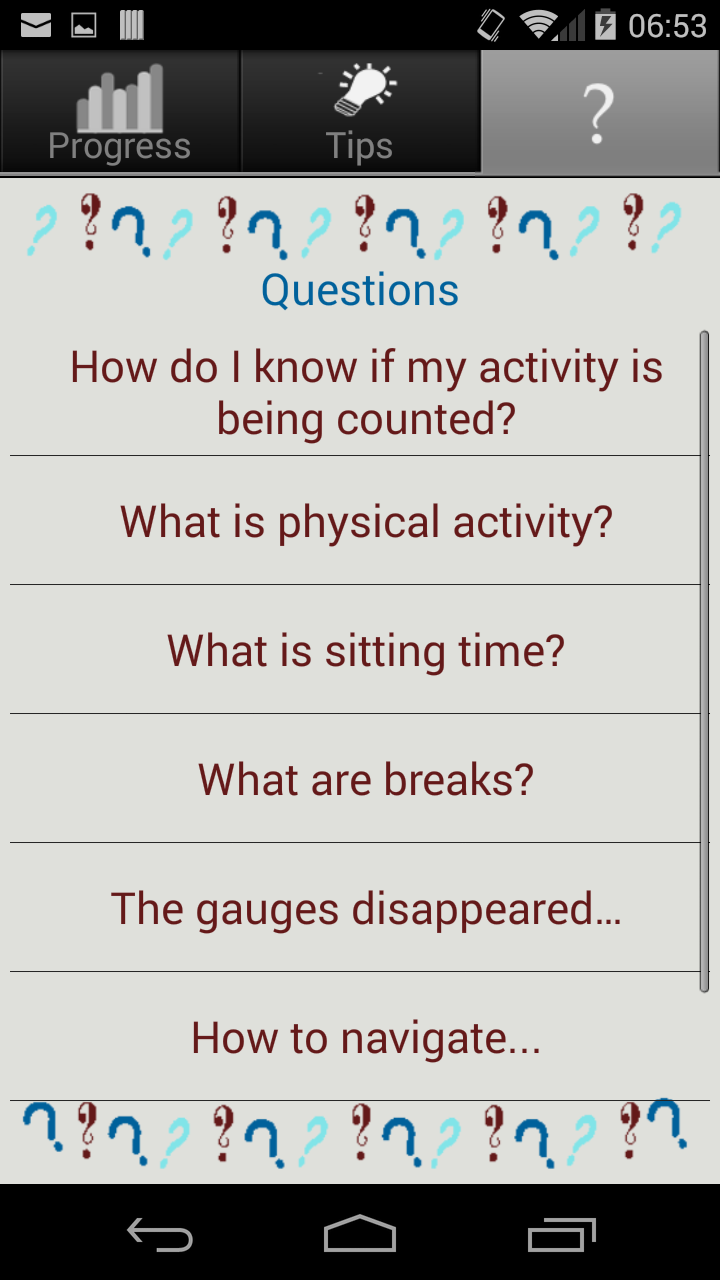 06:53
Progress
Tips
?
Questions
How do I know if my activity is
being counted?
What is physical activity?
What is sitting time?
What are breaks?
The gauges disappeared...
How to navigate...